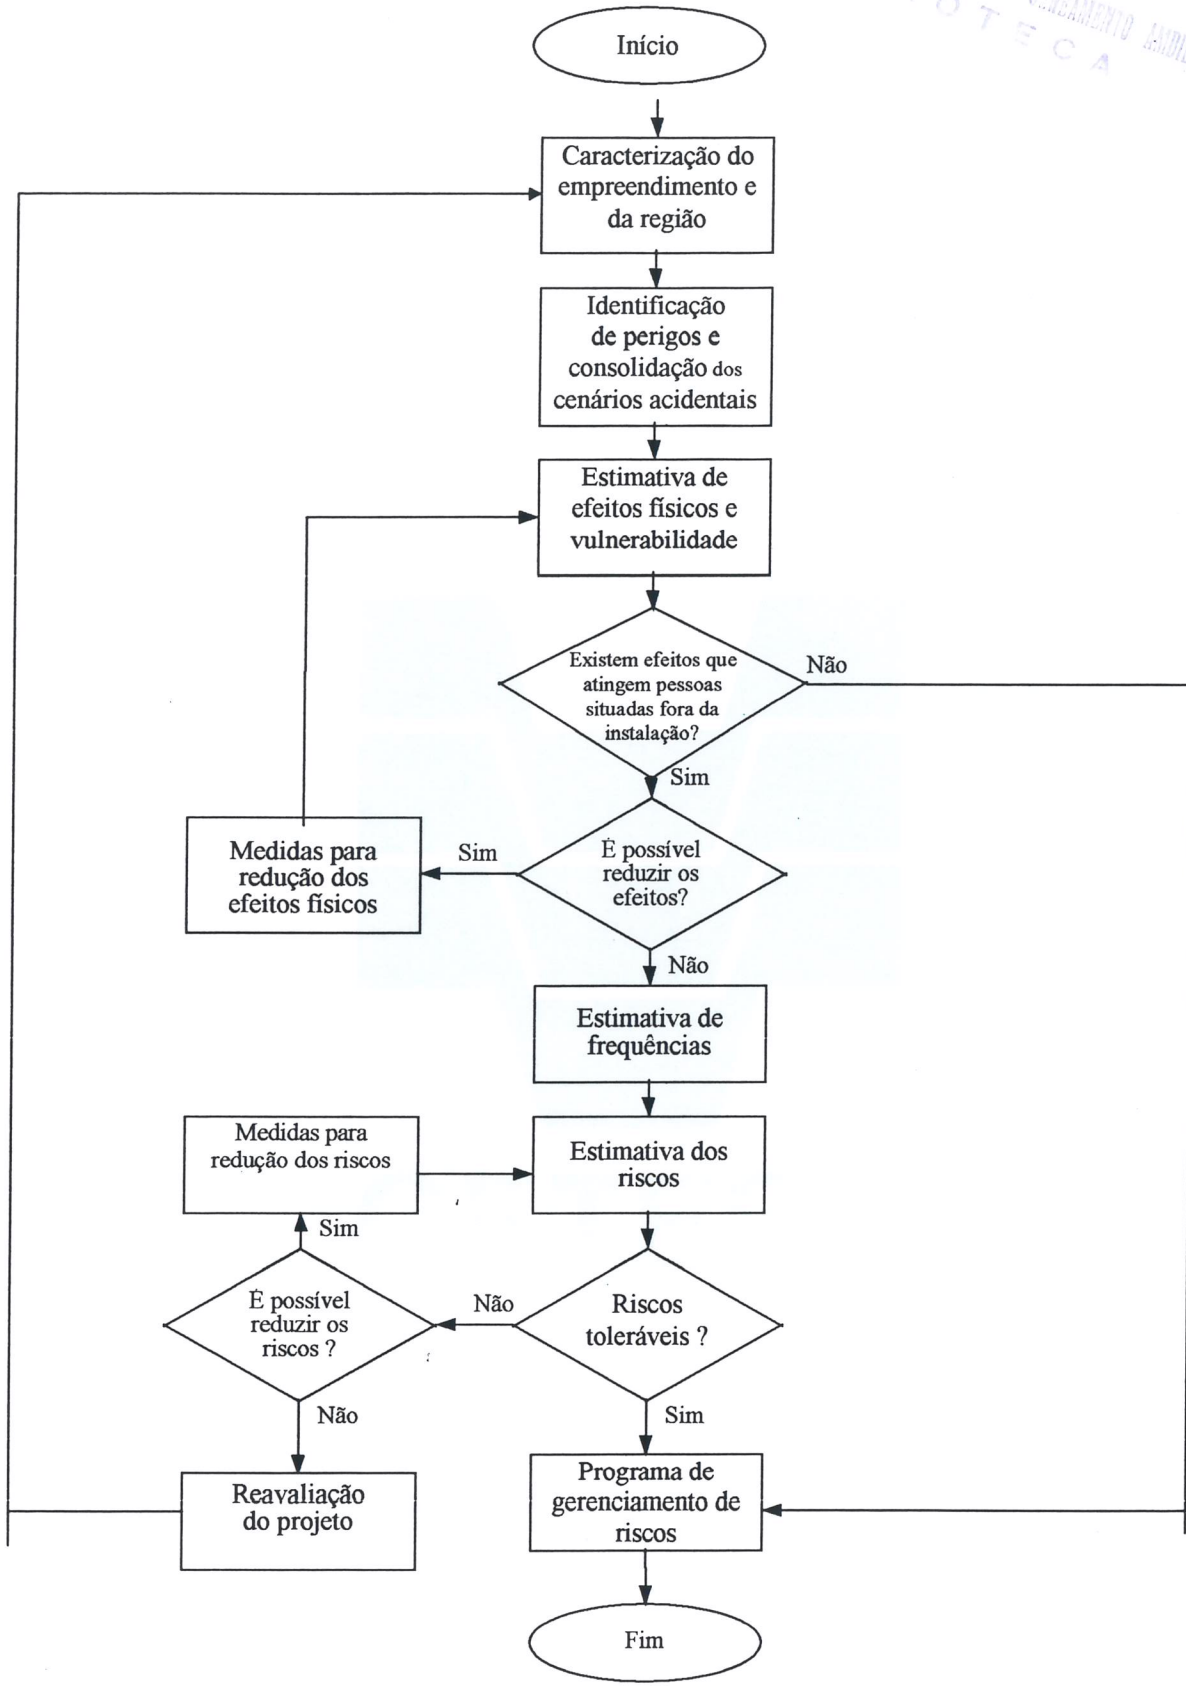 OTECA
Início
Caracterização do
empreendimento e
da região
Identificação
de perigos e
consolidação dos
cenários acidentais
Estimativa de
efeitos físicos e
vulnerabilidade
Existem efeitos que
atingem pessoas
situadas fora da
instalação?
Não
Sim
É possível
reduzir os
efeitos?
Sim
Medidas para
redução dos
efeitos físicos
Não
Estimativa de
frequências
Medidas para
redução dos riscos
Estimativa dos
riscos
Sim
É possível
reduzir os
riscos ?
Não
Riscos
toleráveis ?
Não
Sim
Reavaliação
do projeto
Programa de
gerenciamento de
riscos
Fim